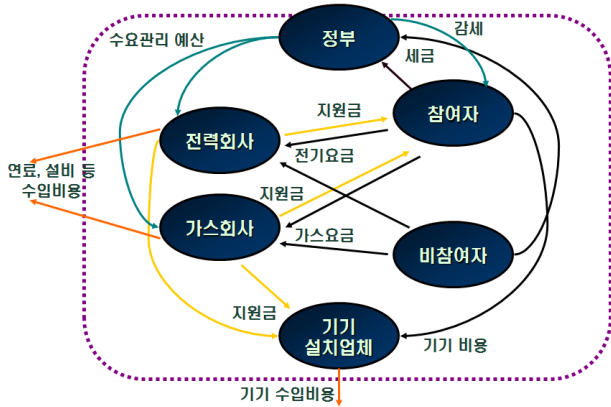 정부
수요관리 예산
감세
세금
지원금
참여자
전력회사
전기요금
연료, 설비 등
수입비용
지원금
가스회사
가스요금
비참여자
지원금
기기
설치업체
기기 비용
기기 수입비용